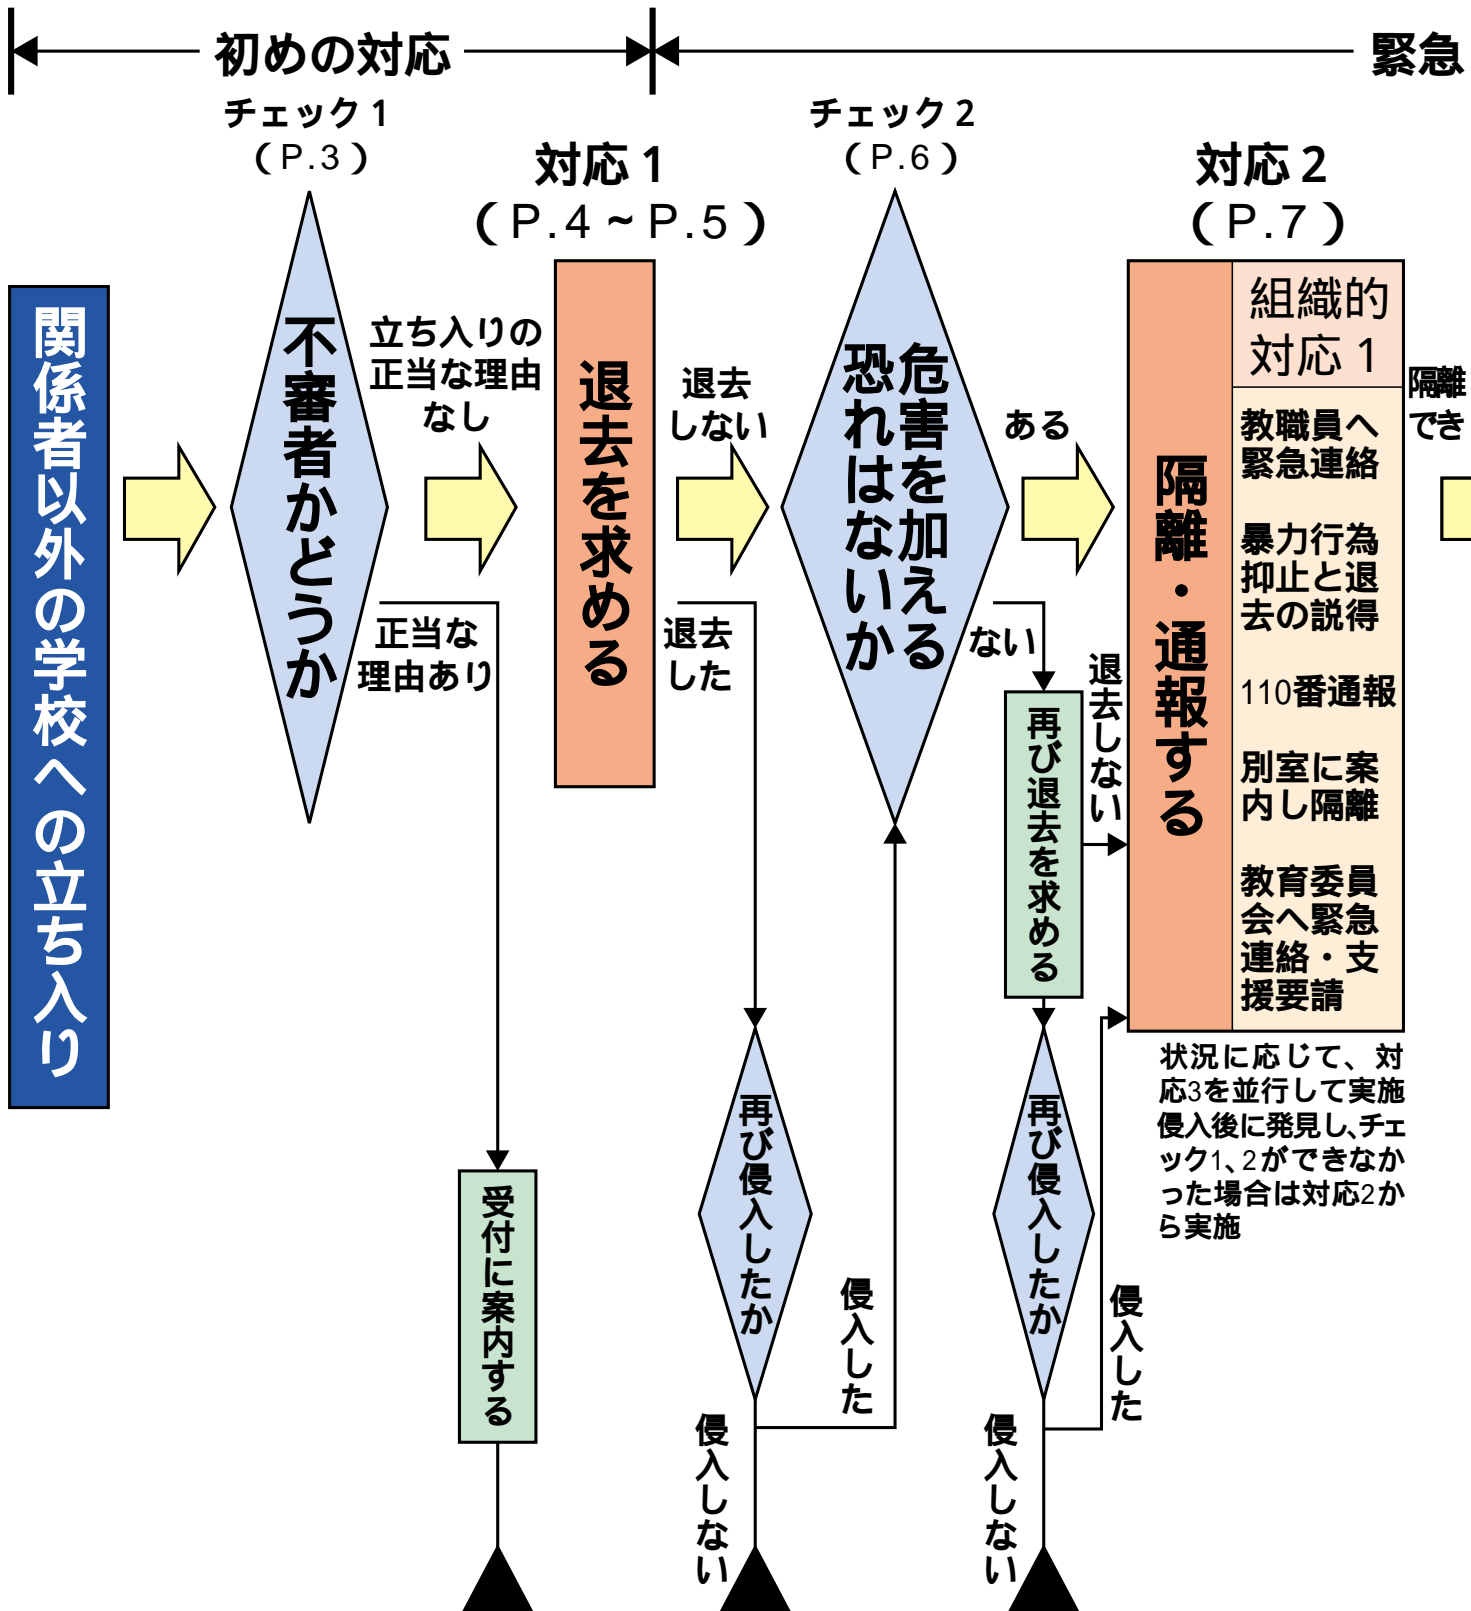 初めの対応
緊急
チェック1
(P.3)
対応1
(P.4~P.5)
チェック2
(P.6)
対応2
(P.7)
関係者以外の学校への立ち入り
不審者かどうか
立ち入りの
正当な理由
なし
正当な
理由あり
受付に案内する
退去を求める
退去
しない
退去
した
再び侵入したか
侵入した
侵入しない
危害を加える
恐れはないか
ある
ない
再び退去を求める
退去しない
再び侵入したか
侵入した
侵入しない
隔離・通報する
組織的
対応1
教職員へ
緊急連絡
暴力行為
抑止と退
去の説得
110番通報
別室に案
内し隔離
教育委員
会へ緊急
連絡・支
援要請
隔離
でき
状況に応じて、対
応3を並行して実施
侵入後に発見し、チェ
ック1、2ができなか
った場合は対応2か
ら実施